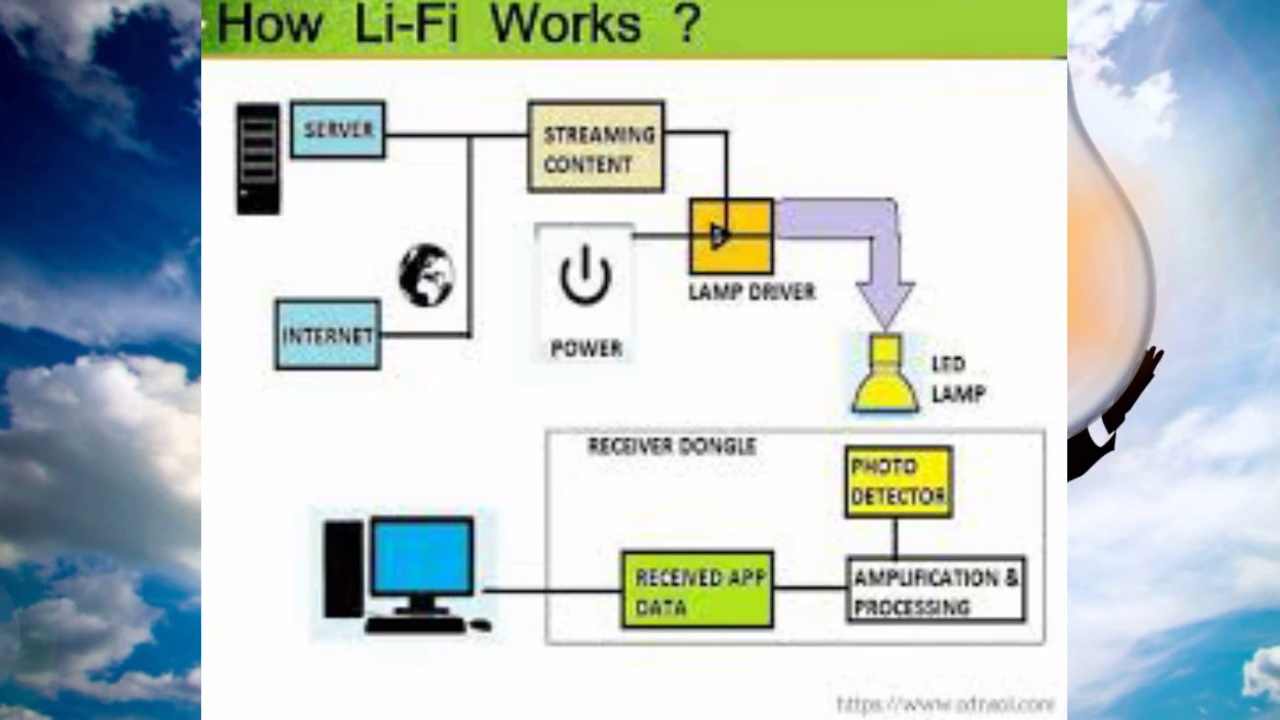 How Li-Fi Works ?
SERVER
STREAMING
CONTENT
INTERNET
POWER
LAMP DRIVER
LED
LAMP
RECEIVER DONGLE
PHOTO
DETECTOR
RECEIVED APP
DATA
AMPLIFICATION &
PROCESSING